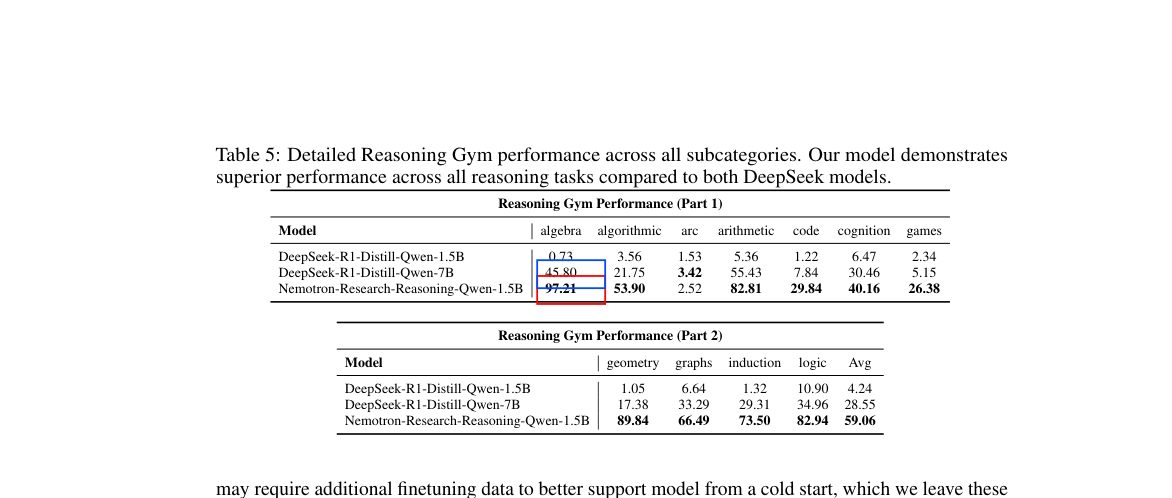 Table 5: Detailed Reasoning Gym performance across all subcategories. Our model demonstrates
superior performance across all reasoning tasks compared to both DeepSeek models.
Reasoning Gym Performance (Part 1)
Model algebra algorithmic arc arithmetic code cognition games
DeepSeek-R1-Distill-Qwen-1.5B 0.73 3.56 1.53 5.36 1.22 6.47 2.34
DeepSeek-R1-Distill-Qwen-7B 45.80 21.75 3.42 55.43 7.84 30.46 5.15
Nemotron-Research-Reasoning-Qwen-1.5B 97.21 53.90 2.52 82.81 29.84 40.16 26.38
Reasoning Gym Performance (Part 2)
Model geometry graphs induction logic Avg
DeepSeek-R1-Distill-Qwen-1.5B 1.05 6.64 1.32 10.90 4.24
DeepSeek-R1-Distill-Qwen-7B 17.38 33.29 29.31 34.96 28.55
Nemotron-Research-Reasoning-Qwen-1.5B 89.84 66.49 73.50 82.94 59.06
may require additional finetuning data to better support model from a cold start, which we leave these